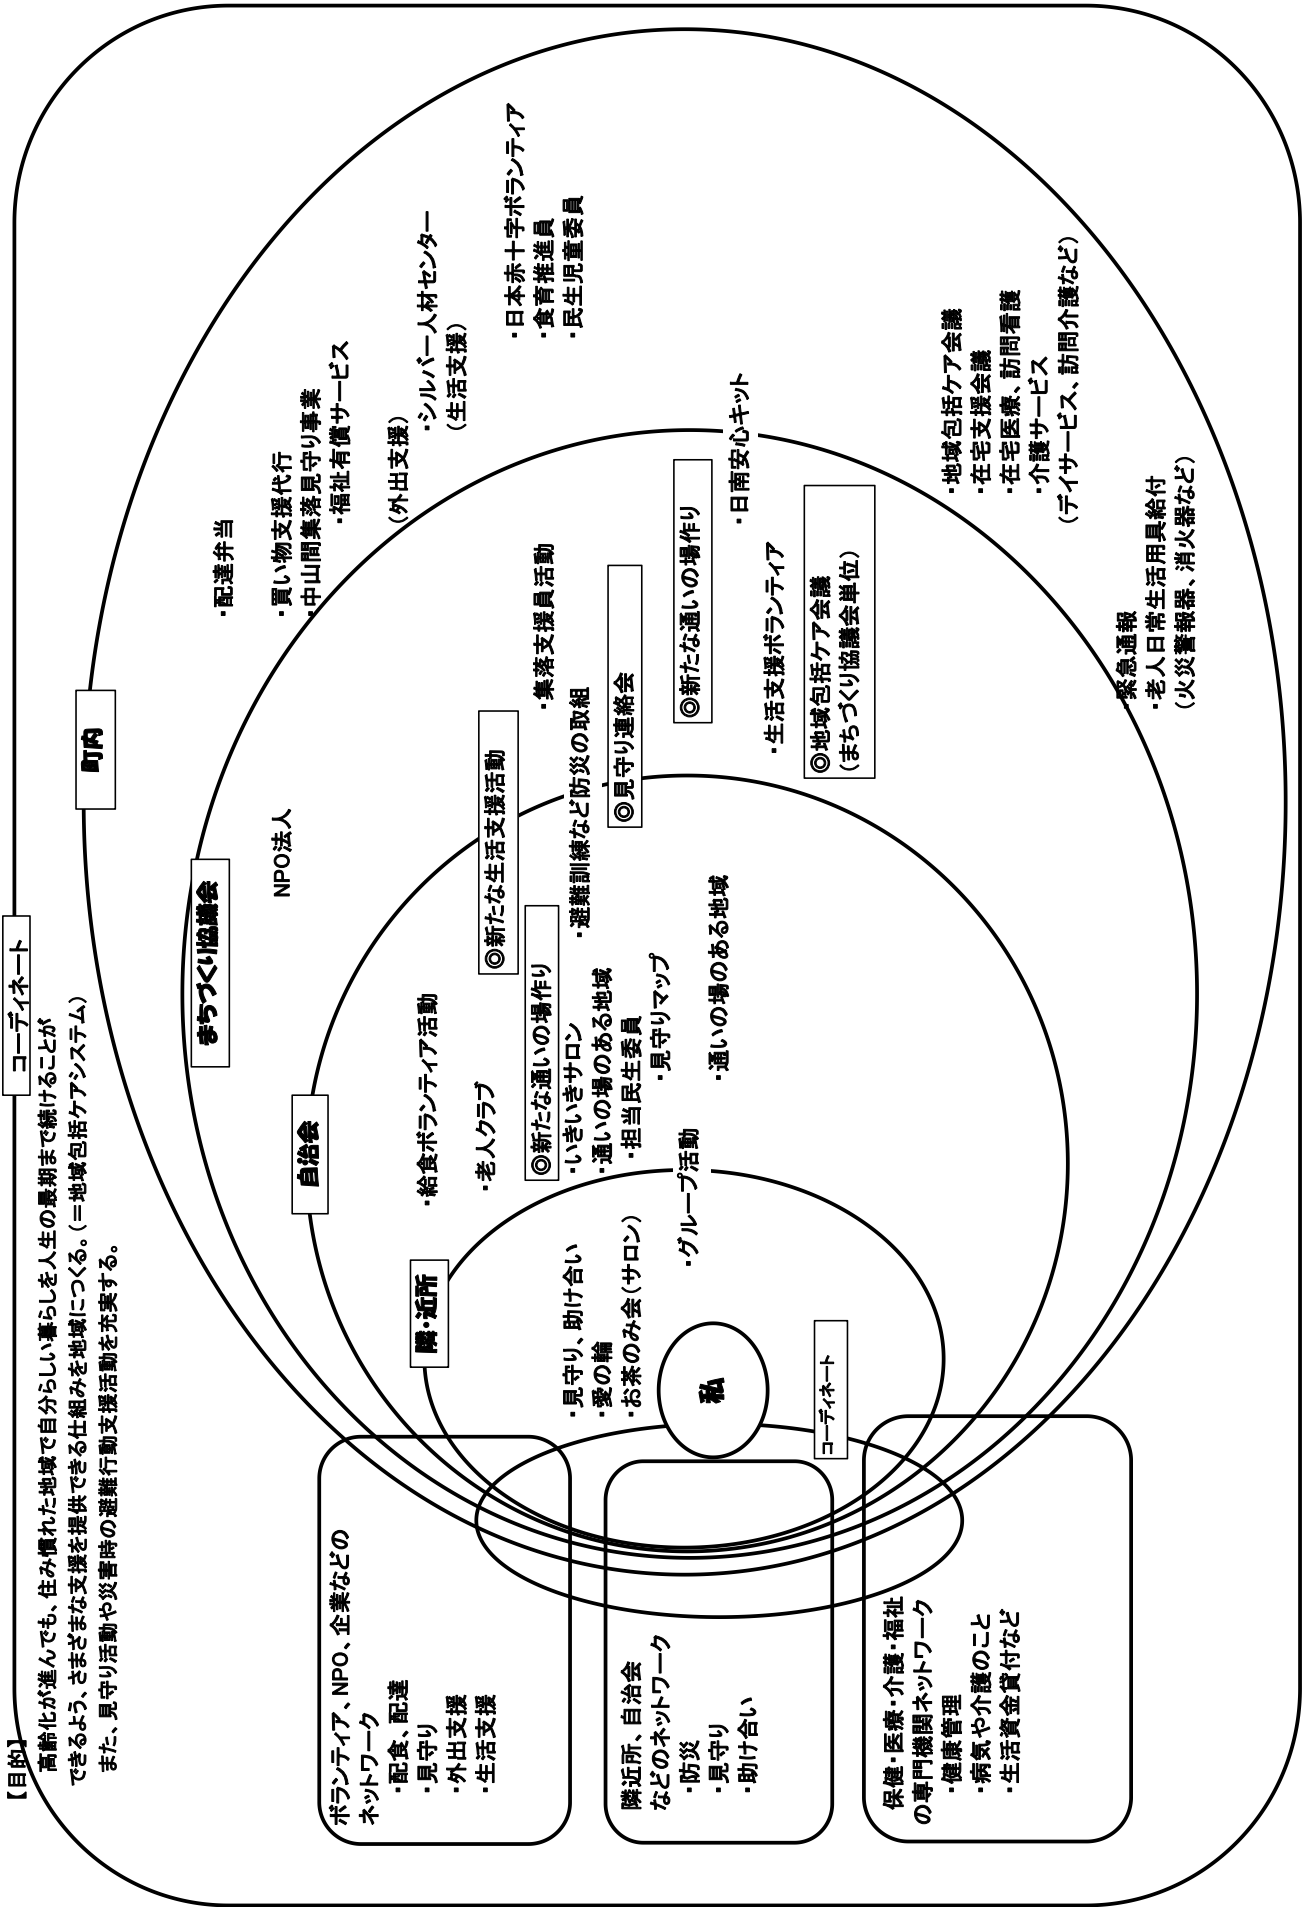 コーディネート
【目的】
高齢化が進んでも、住み慣れた地域で自分らしい暮らしを人生の最期まで続けることが
できるよう、さまざまな支援を提供できる仕組みを地域につくる。(=地域包括ケアシステム)
また、見守り活動や災害時の避難行動支援活動を充実する。
町内
まちづくり協議会
自治会
隣・近所
私
コーディネート
ボランティア、NPO、企業などの
ネットワーク
・配食、配達
・見守り
・外出支援
・生活支援
隣近所、自治会
などのネットワーク
・防災
・見守り
・助け合い
保健・医療・介護・福祉
の専門機関ネットワーク
・健康管理
・病気や介護のこと
・生活資金貸付など
・見守り、助け合い
・愛の輪
・お茶のみ会(サロン)
・グループ活動
・給食ボランティア活動
・老人クラブ
◎新たな通いの場作り
・いきいきサロン
・通いの場のある地域
・担当民生委員
・見守りマップ
・通いの場のある地域
NPO法人
◎新たな生活支援活動
・集落支援員活動
・避難訓練など防災の取組
◎見守り連絡会
◎新たな通いの場作り
・日南安心キット
・生活支援ボランティア
◎地域包括ケア会議
(まちづくり協議会単位)
・配達弁当
・買い物支援代行
・中山間集落見守り事業
・福祉有償サービス
(外出支援)
・シルバー人材センター
(生活支援)
・日本赤十字ボランティア
・食育推進員
・民生児童委員
・地域包括ケア会議
・在宅支援会議
・在宅医療、訪問看護
・介護サービス
(デイサービス、訪問介護など)
・緊急通報
・老人日常生活用具給付
(火災警報器、消火器など)